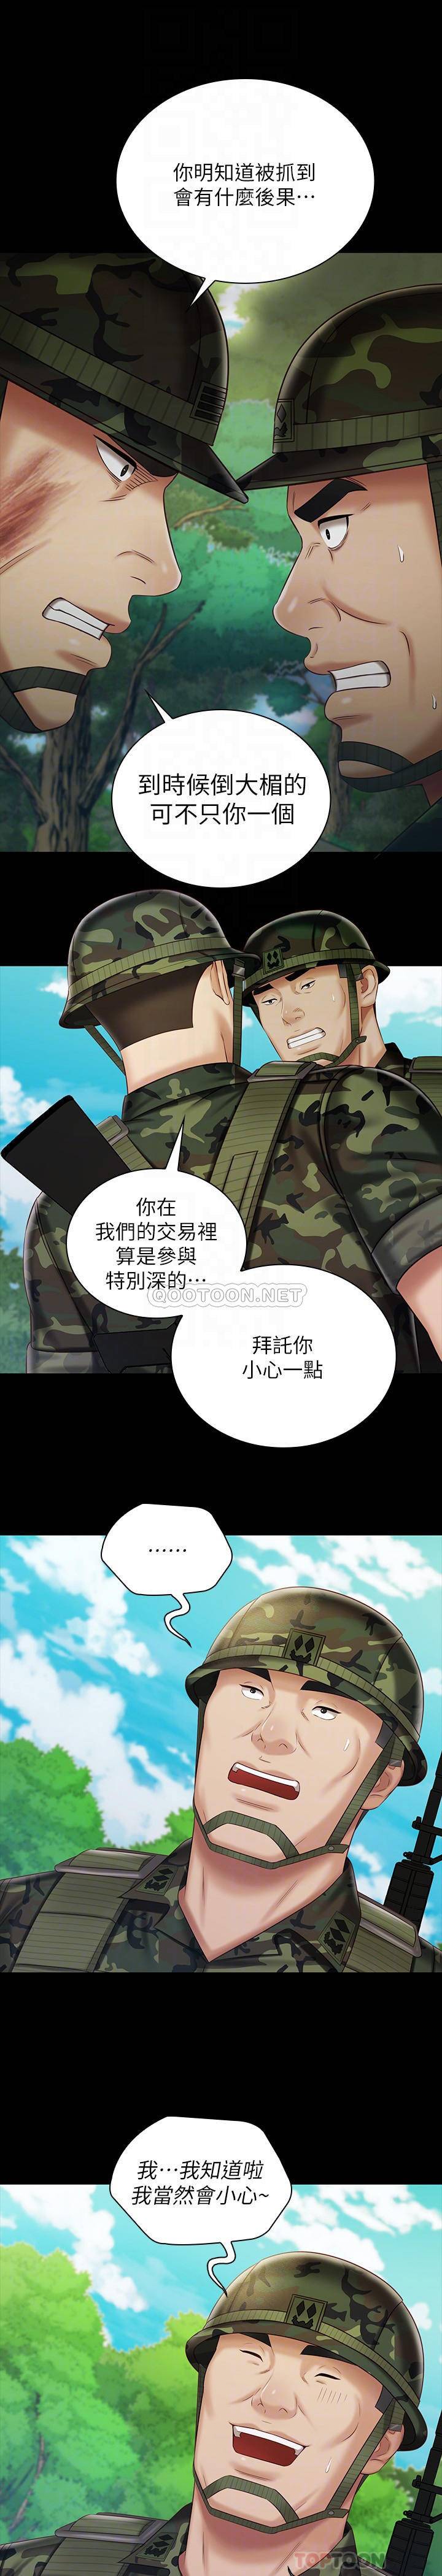 你明知道被抓到
會有什麼後果⋯
到時候倒大楣的
可不只你一個
你在
我們的交易裡
算是參與
特別深的⋯
QOOTOON.NET
拜託你
小心一點
⋯⋯
我⋯我知道啦
我當然會小心~
TOPTOON